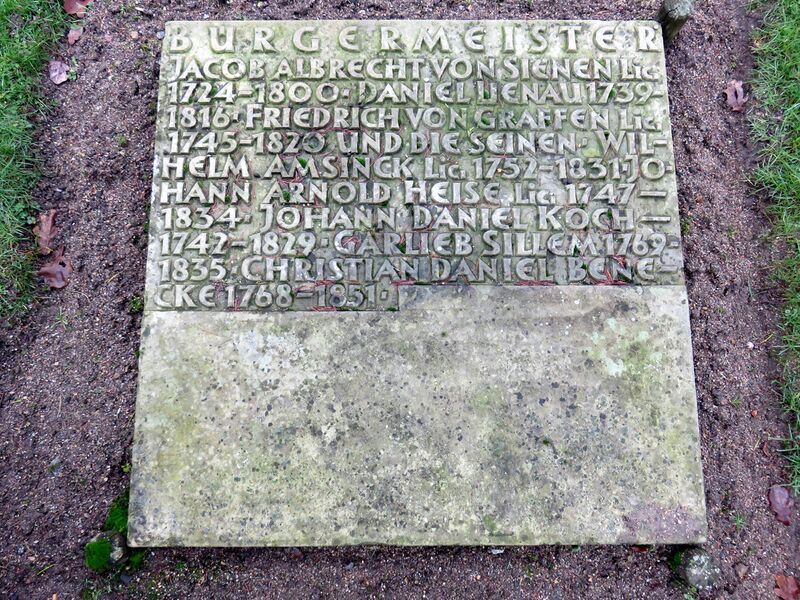 BÜRGERMEISTER
JACOB ALBRECHT VON SIENEN Lic.
1724–1800 · DANIEL LIENAU 1739–
1816 · FRIEDRICH VON GRAFFEN Lic.
1745–1820 UND DIE SEINEN · WIL-
HELM AMSINCK Lic. 1752–1831 · JO-
HANN ARNOLD HEISE Lic. 1747–
1834 · JOHANN DANIEL KOCH –
1742–1829 · GARLIEB SILLEM 1769–
1835 · CHRISTIAN DANIEL BENE-
CKE 1768–1851 ·